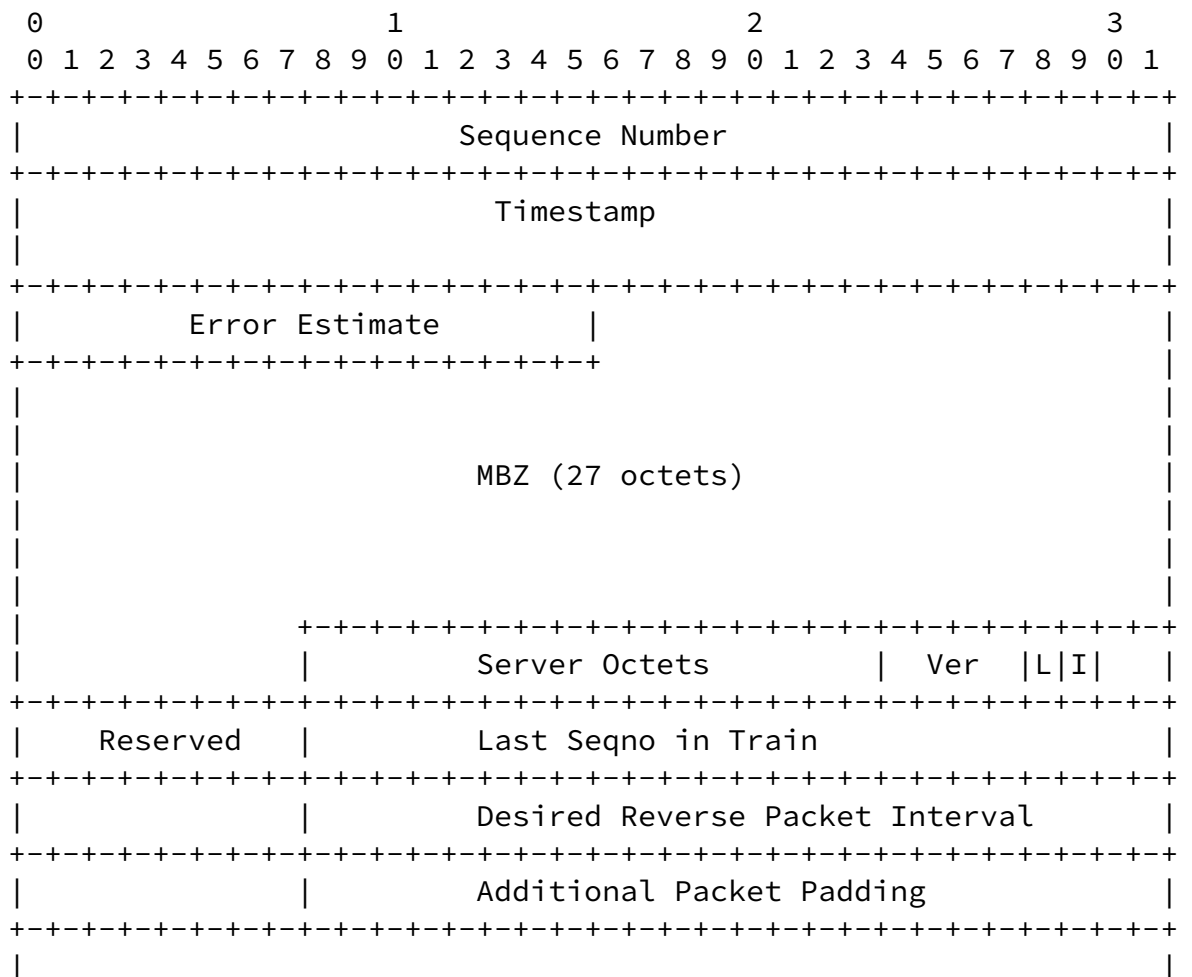 0                   1                   2                   3
0 1 2 3 4 5 6 7 8 9 0 1 2 3 4 5 6 7 8 9 0 1 2 3 4 5 6 7 8 9 0 1
+-+-+-+-+-+-+-+-+-+-+-+-+-+-+-+-+-+-+-+-+-+-+-+-+-+-+-+-+-+-+-+-+
|                        Sequence Number                        |
+-+-+-+-+-+-+-+-+-+-+-+-+-+-+-+-+-+-+-+-+-+-+-+-+-+-+-+-+-+-+-+-+
|                          Timestamp                            |
|                                                               |
+-+-+-+-+-+-+-+-+-+-+-+-+-+-+-+-+-+-+-+-+-+-+-+-+-+-+-+-+-+-+-+-+
|         Error Estimate        |                               |
+-+-+-+-+-+-+-+-+-+-+-+-+-+-+-+-+                               |
|                                                               |
|                                                               |
|                         MBZ (27 octets)                       |
|                                                               |
|                                                               |
|                                                               |
|               +-+-+-+-+-+-+-+-+-+-+-+-+-+-+-+-+-+-+-+-+-+-+-+-+
|               |         Server Octets         |  Ver  |L|I|   |
+-+-+-+-+-+-+-+-+-+-+-+-+-+-+-+-+-+-+-+-+-+-+-+-+-+-+-+-+-+-+-+-+
|    Reserved   |         Last Seqno in Train                   |
+-+-+-+-+-+-+-+-+-+-+-+-+-+-+-+-+-+-+-+-+-+-+-+-+-+-+-+-+-+-+-+-+
|               |         Desired Reverse Packet Interval       |
+-+-+-+-+-+-+-+-+-+-+-+-+-+-+-+-+-+-+-+-+-+-+-+-+-+-+-+-+-+-+-+-+
|               |         Additional Packet Padding             |
+-+-+-+-+-+-+-+-+-+-+-+-+-+-+-+-+-+-+-+-+-+-+-+-+-+-+-+-+-+-+-+-+
|                                                               |